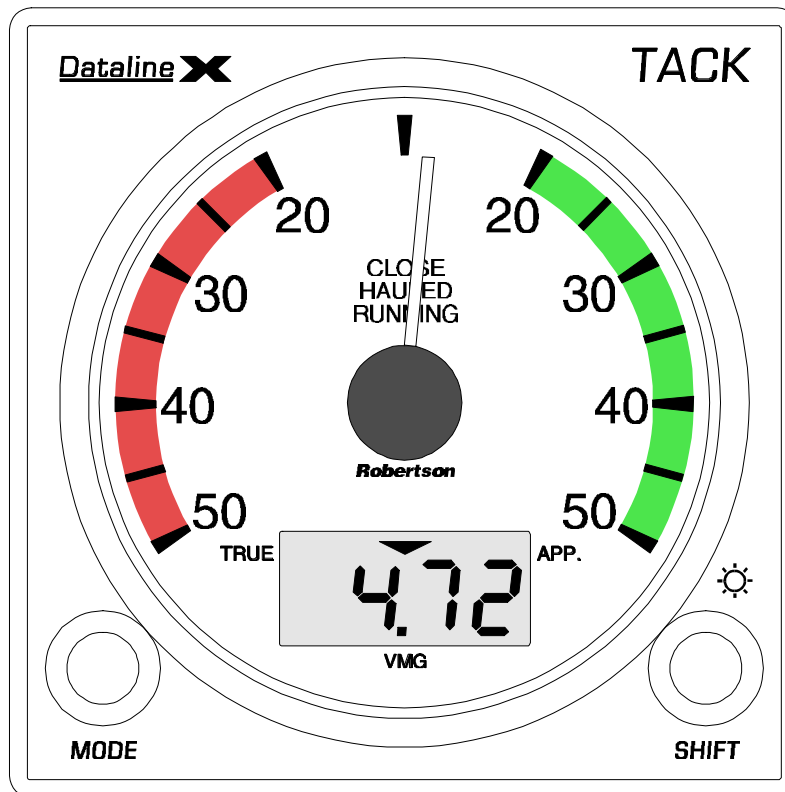 Dataline X
TACK
20
20
CLOSE
HAULED
RUNNING
30
30
40
40
Robertson
50
50
TRUE
APP.
4.72
VMG
MODE
SHIFT